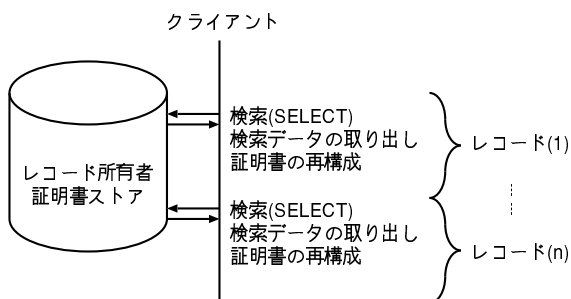 クライアント
レコード所有者
証明書ストア
検索(SELECT)
検索データの取り出し
証明書の再構成
レコード(1)
検索(SELECT)
検索データの取り出し
証明書の再構成
レコード(n)